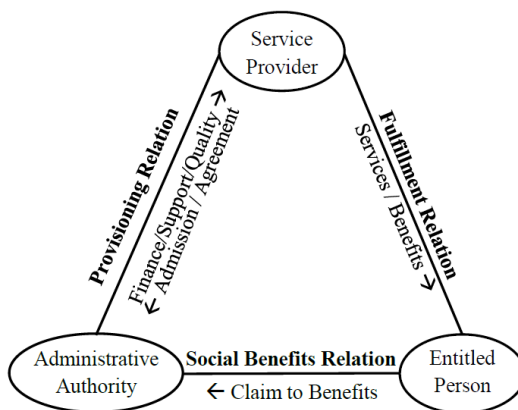 Service
Provider
Provisioning Relation
Finance/Support/Quality →
← Admission / Agreement
Fulfillment Relation
Services / Benefits →
Administrative
Authority
Social Benefits Relation
← Claim to Benefits
Entitled
Person